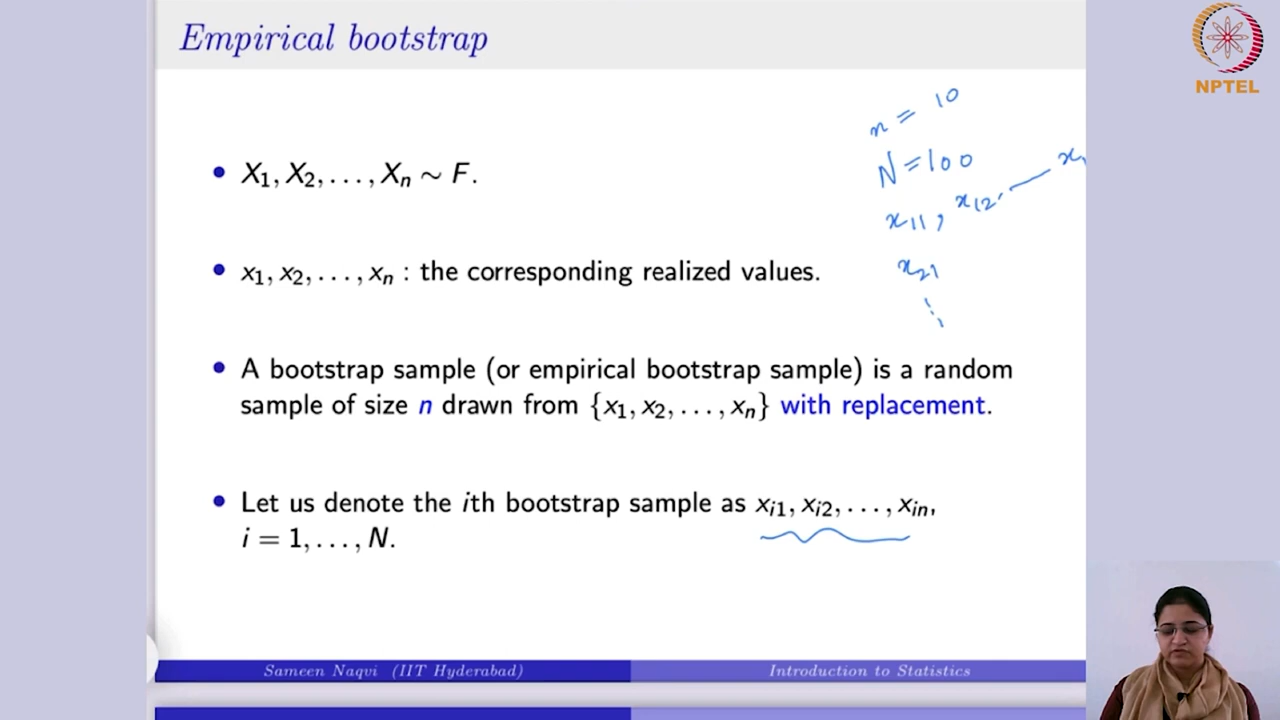 Empirical bootstrap
NPTEL
n = 10
N = 100
x11, x12, — x1
x21
⋮
• X1, X2, . . . , Xn ∼ F.
• x1, x2, . . . , xn : the corresponding realized values.
• A bootstrap sample (or empirical bootstrap sample) is a random
sample of size n drawn from {x1, x2, . . . , xn} with replacement.
• Let us denote the ith bootstrap sample as xi1, xi2, . . . , xin,
i = 1, . . . , N.
Sameen Naqvi (IIT Hyderabad)
Introduction to Statistics